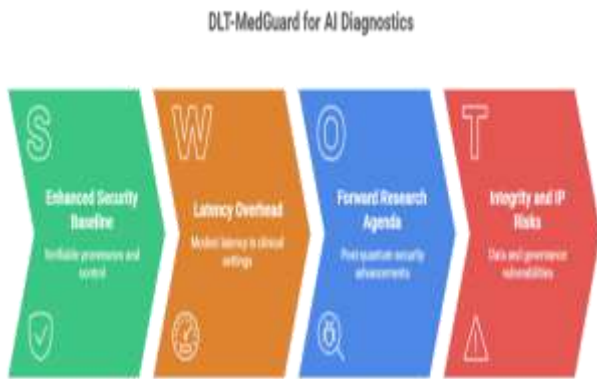 DLT-MedGuard for AI Diagnostics
S
Enhanced Security
Baseline
Verifiable provenance and
control
W
Latency Overhead
Modest latency in clinical
settings
O
Forward Research
Agenda
Post-quantum security
advancements
T
Integrity and IP
Risks
Data and governance
vulnerabilities